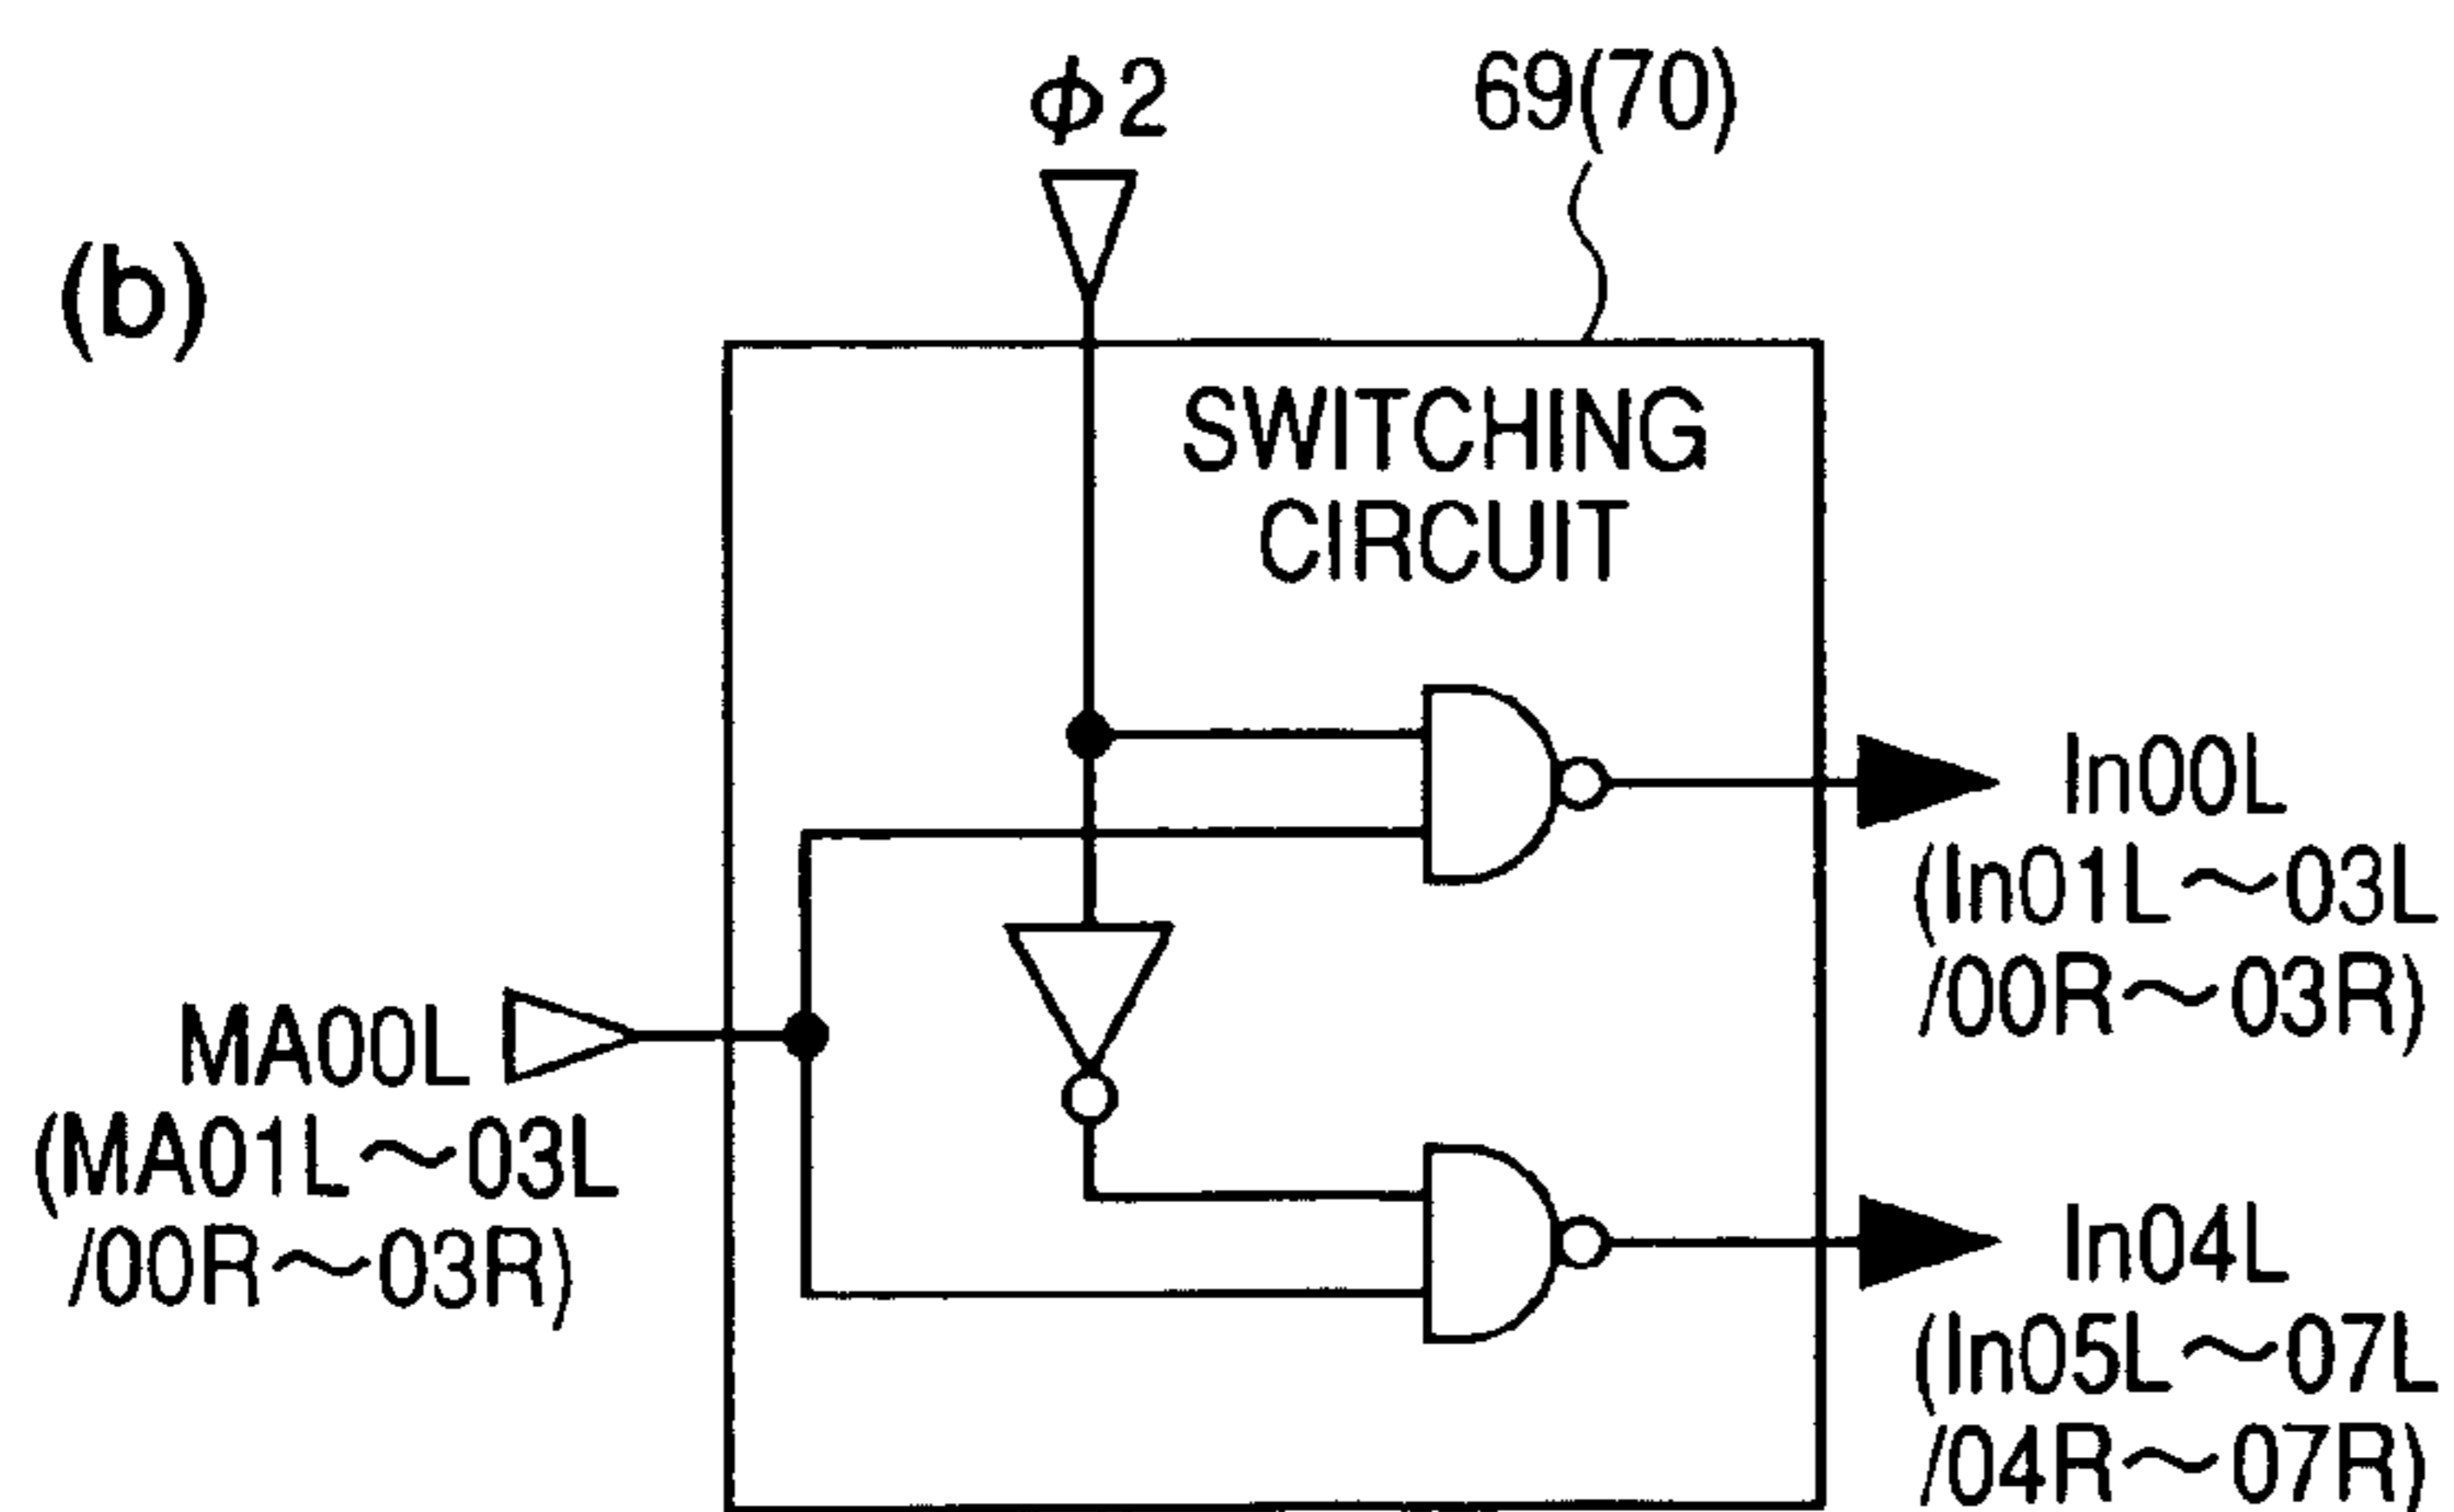 ϕ2
69(70)
(b)
SWITCHING
CIRCUIT
In00L
(In01L～03L
/00R～03R)
MA00L
(MA01L～03L
/00R～03R)
In04L
(In05L～07L
/04R～07R)